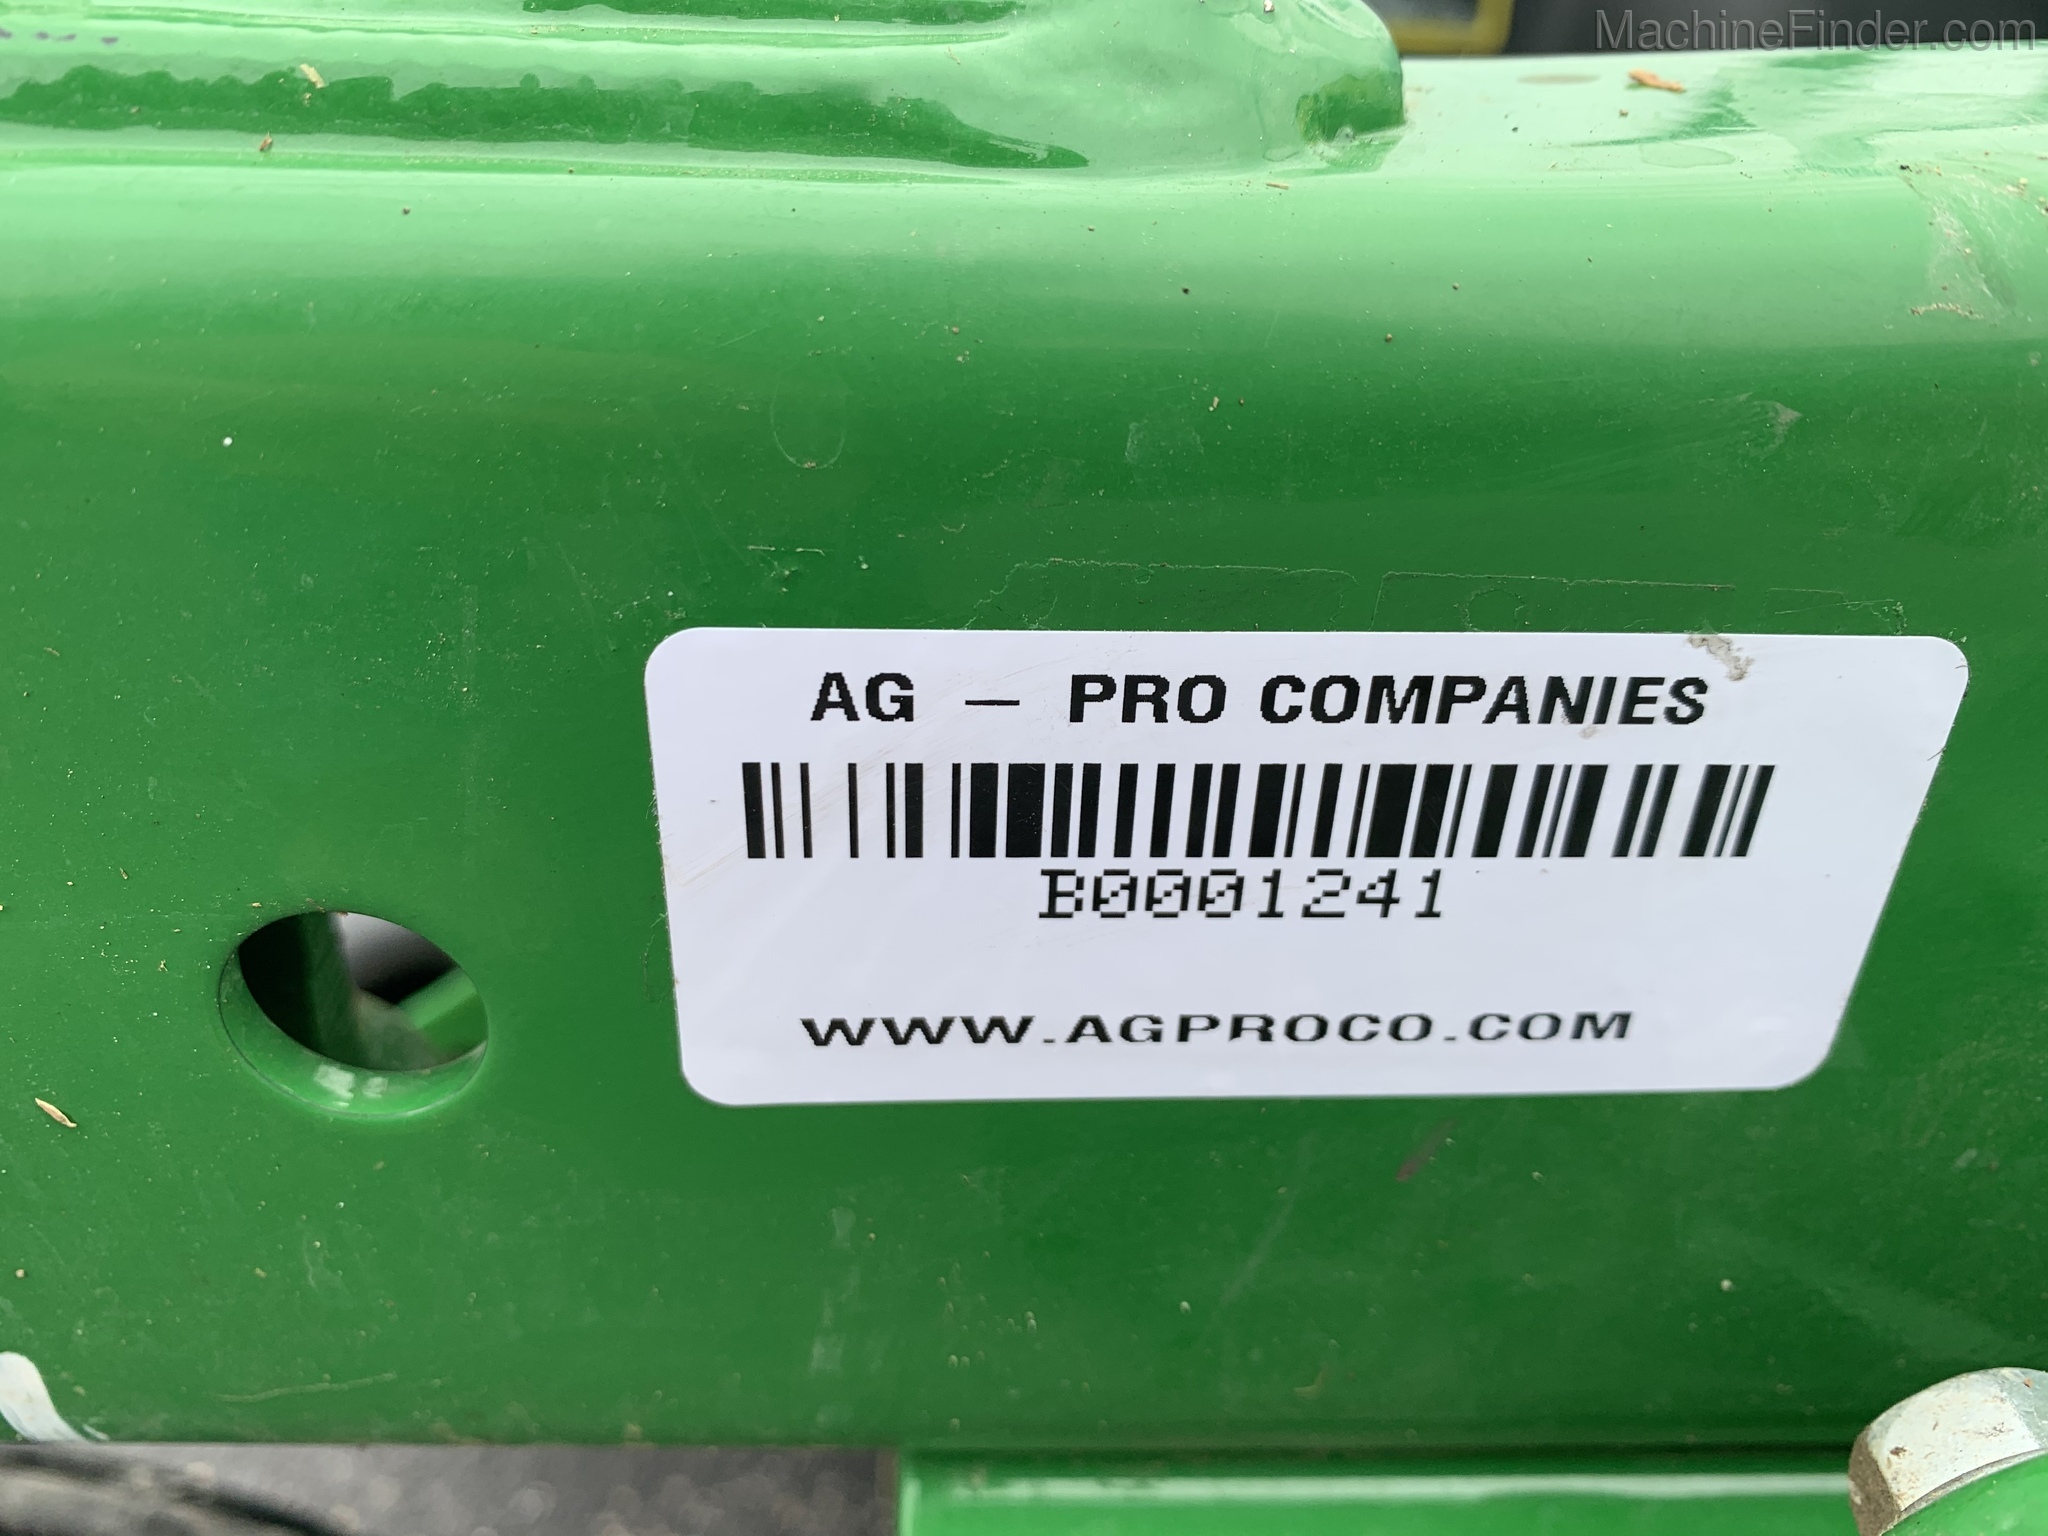 MachineFinder.com
AG – PRO COMPANIES
B0001241
WWW.AGPROCO.COM